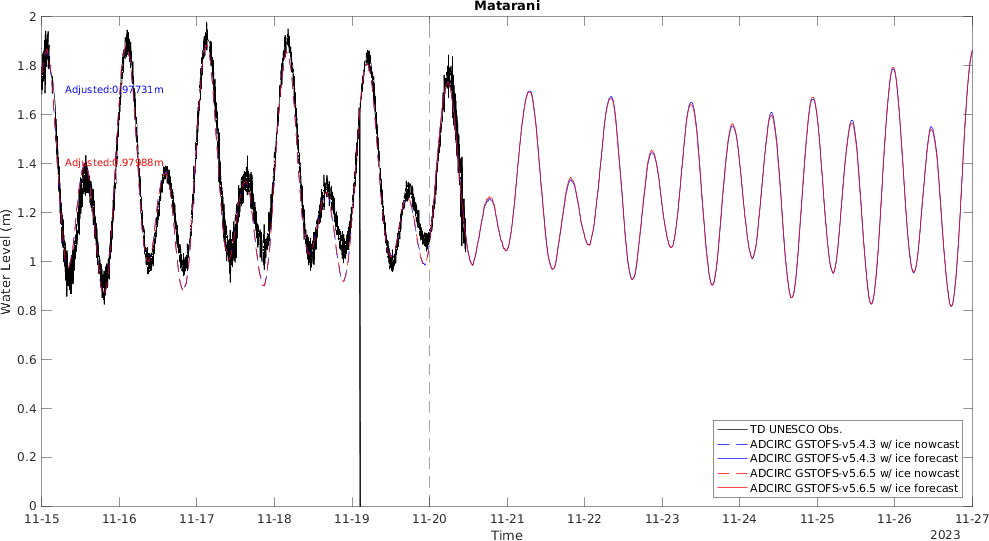 Matarani
2
1.8
1.6
1.4
1.2
1
0.8
0.6
0.4
0.2
0
Water Level (m)
Adjusted:0.97731m
Adjusted:0.97988m
TD UNESCO Obs.
ADCIRC GSTOFS-v5.4.3 w/ ice nowcast
ADCIRC GSTOFS-v5.4.3 w/ ice forecast
ADCIRC GSTOFS-v5.6.5 w/ ice nowcast
ADCIRC GSTOFS-v5.6.5 w/ ice forecast
11-15 11-16 11-17 11-18 11-19 11-20 11-21 11-22 11-23 11-24 11-25 11-26 11-27
Time
2023